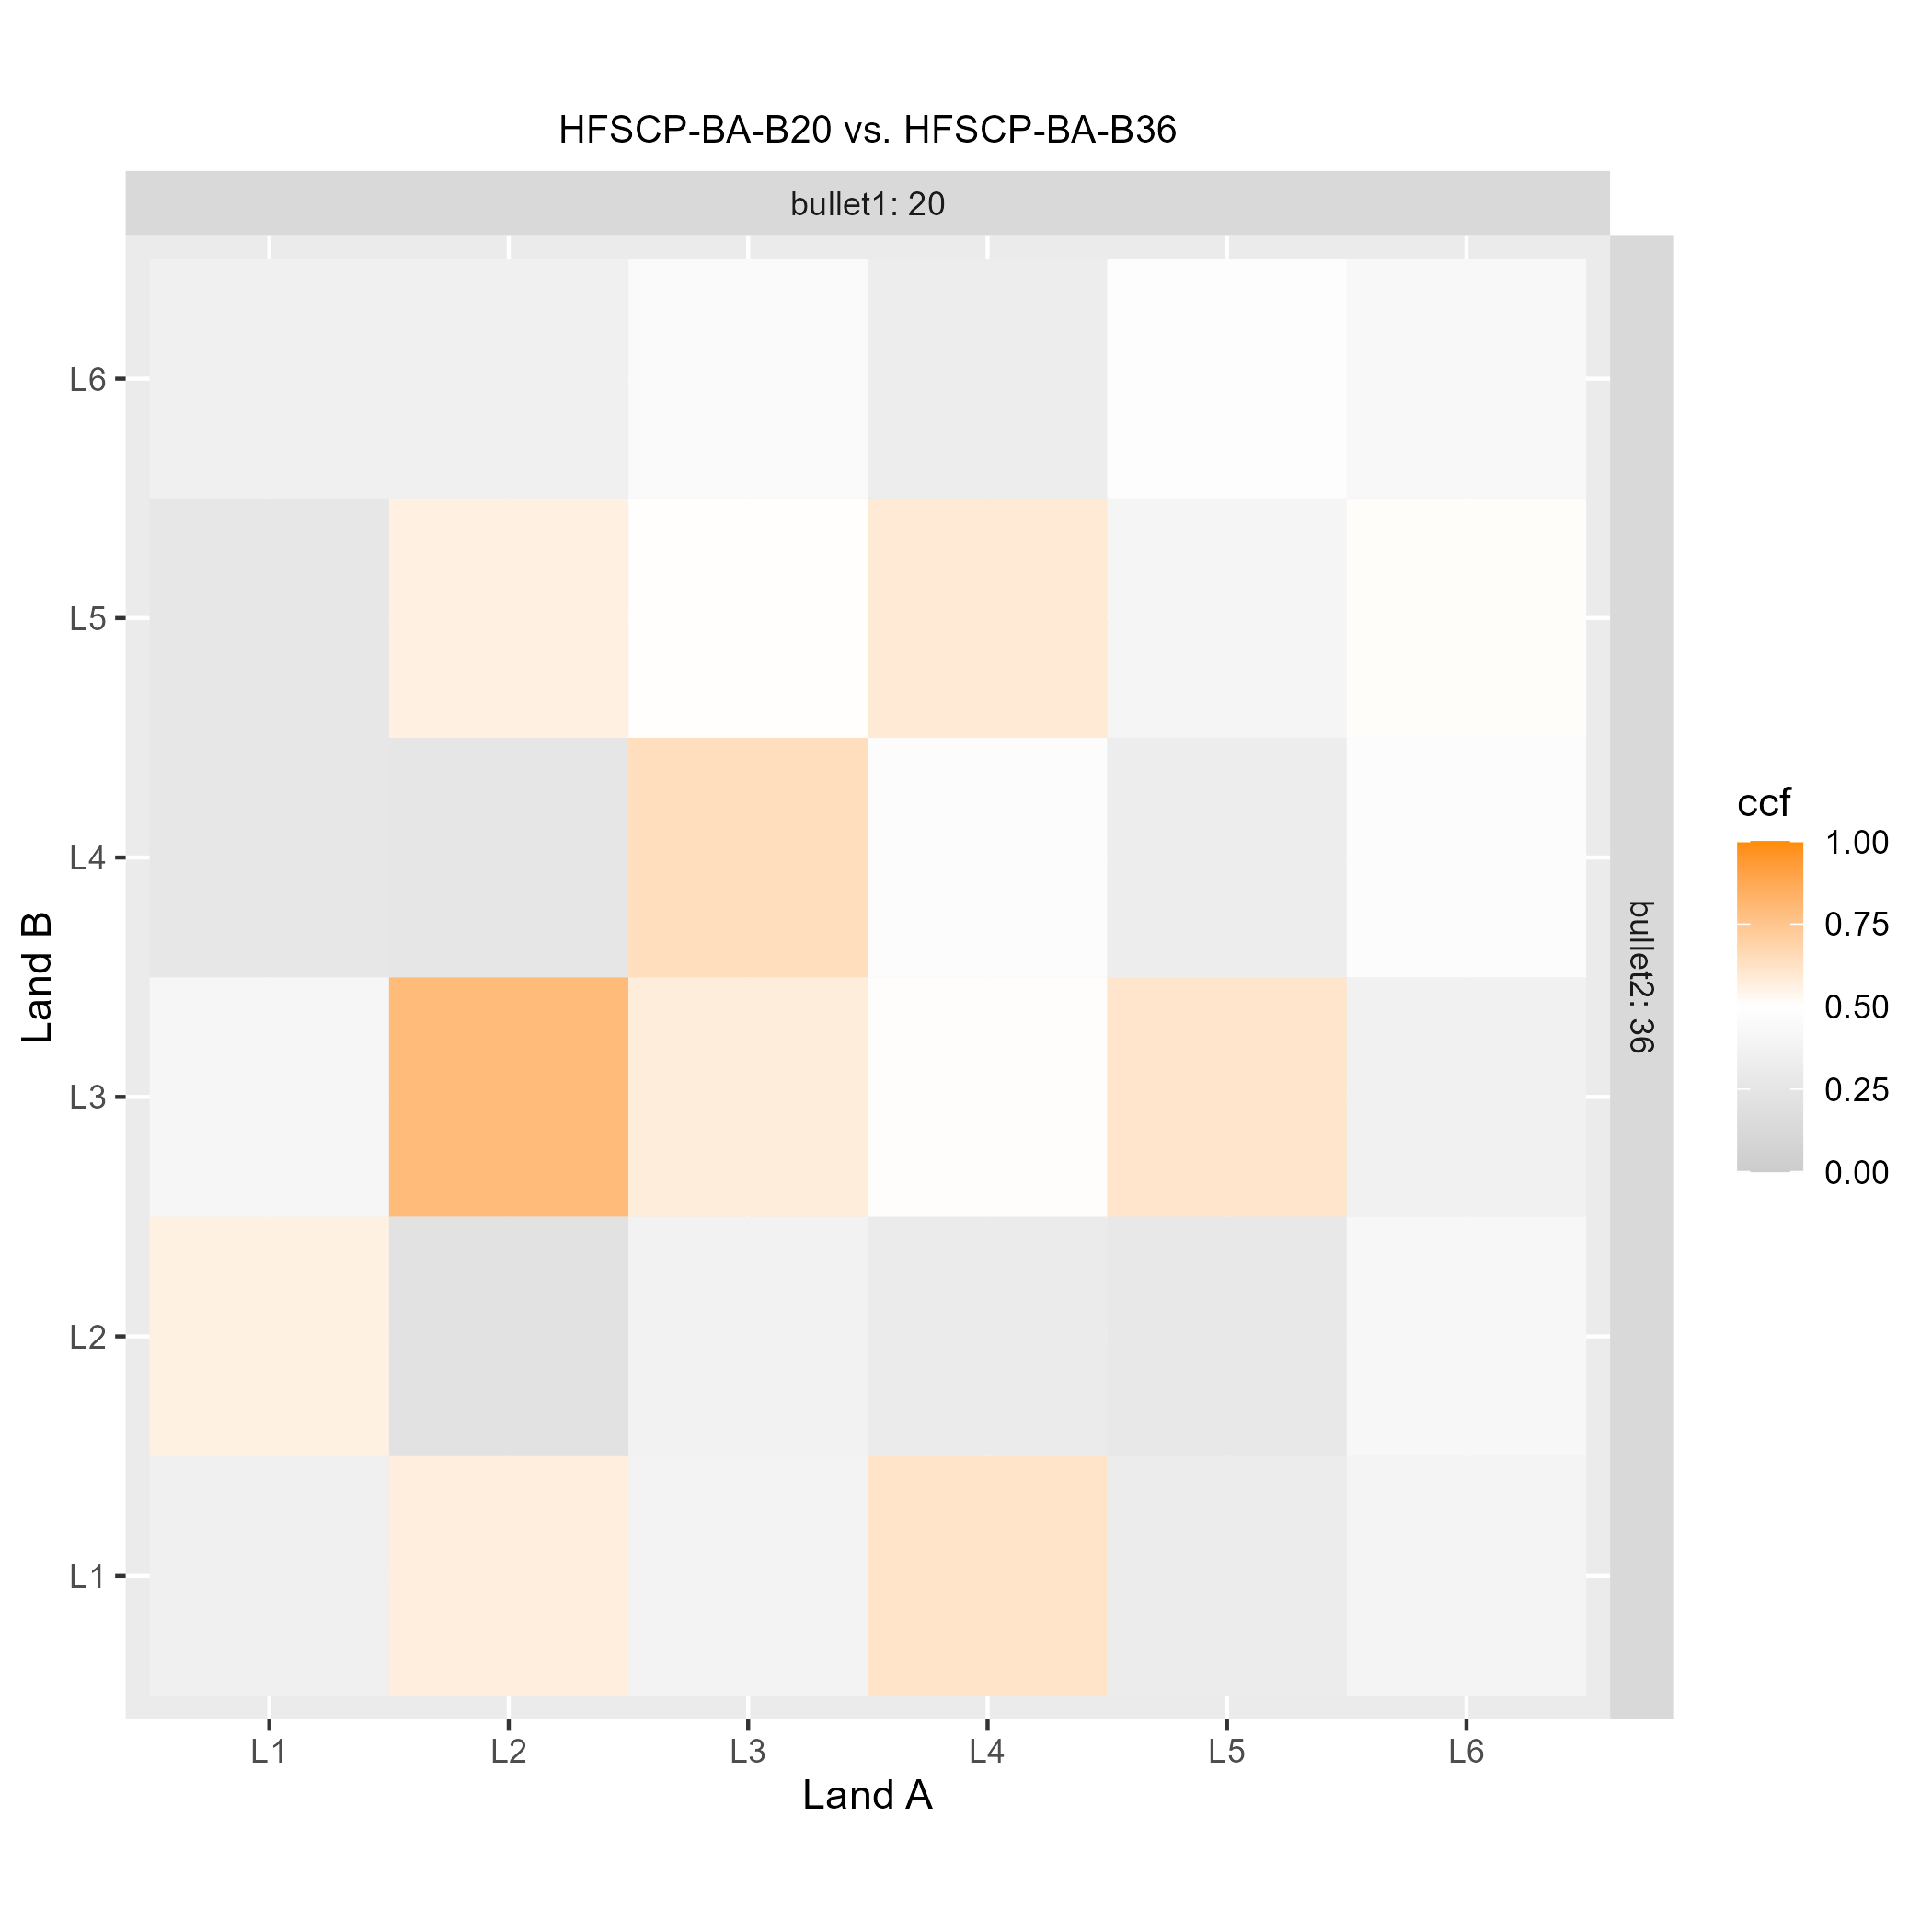 HFSCP-BA-B20 vs. HFSCP-BA-B36
bullet1: 20
L6
L5
L4
L3
L2
L1
Land B
bullet2: 36
L1 L2 L3 L4 L5 L6
Land A
ccf
1.00
0.75
0.50
0.25
0.00